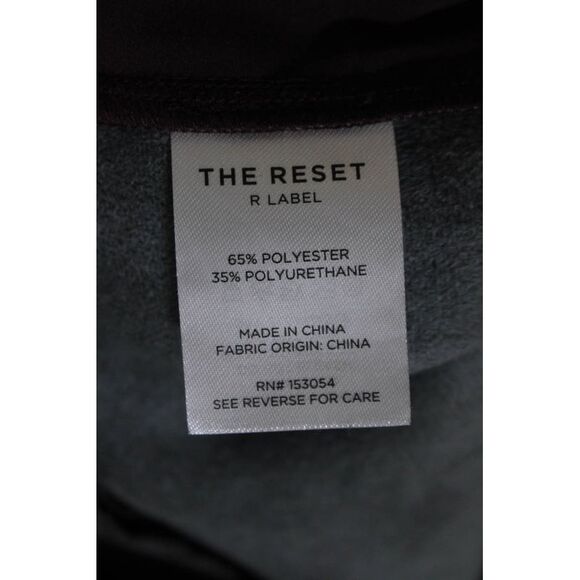 THE RESET
R LABEL
65% POLYESTER
35% POLYURETHANE
MADE IN CHINA
FABRIC ORIGIN: CHINA
RN# 153054
SEE REVERSE FOR CARE